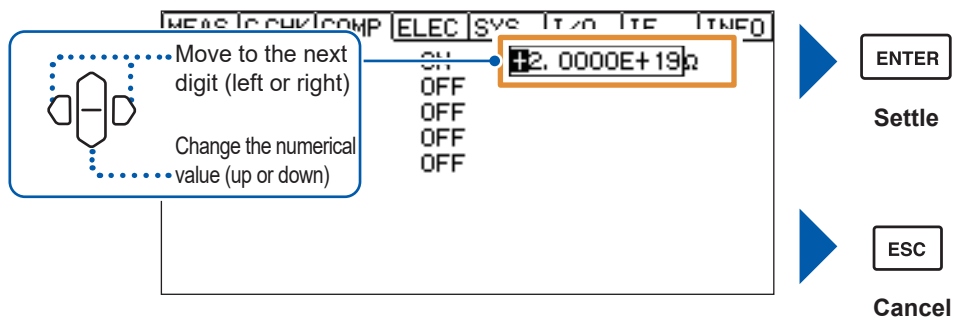 MEAS C.CHK COMP ELEC SYS I/O IF INFO
Move to the next
digit (left or right)
Change the numerical
value (up or down)
ON
+2.0000E+19Ω
OFF
OFF
OFF
OFF
ENTER
Settle
ESC
Cancel